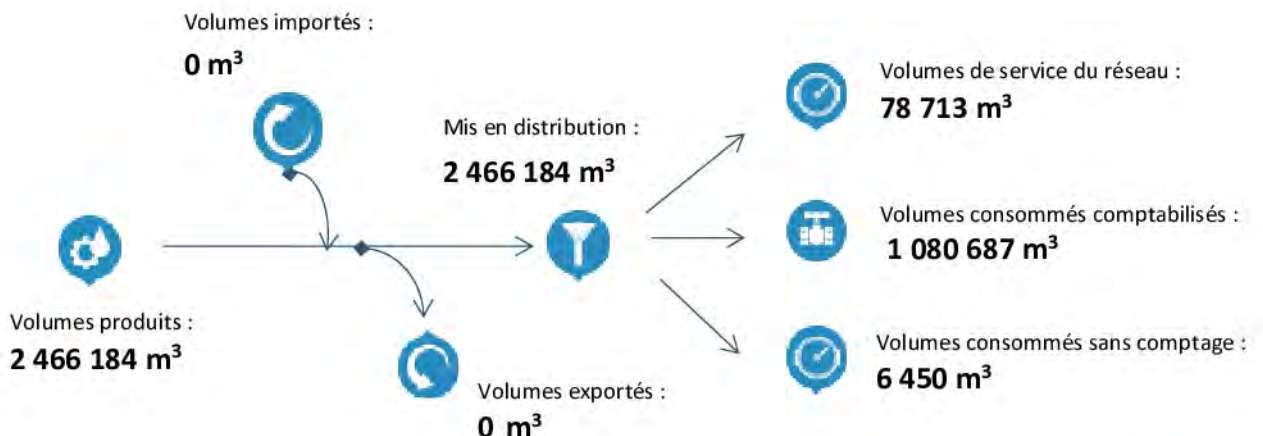 Volumes importés :
0 m³
Volumes de service du réseau :
78 713 m³
Mis en distribution :
2 466 184 m³
Volumes consommés comptabilisés :
1 080 687 m³
Volumes produits :
2 466 184 m³
Volumes consommés sans comptage :
6 450 m³
Volumes exportés :
0 m³